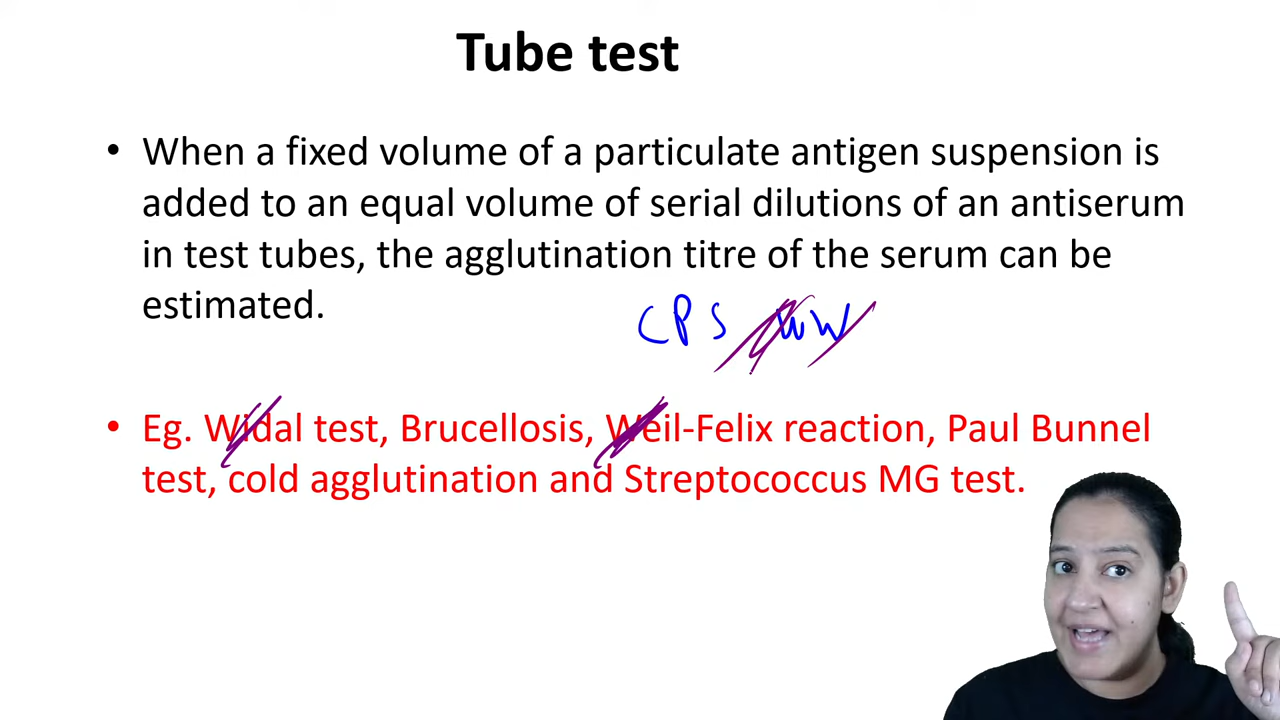 Tube test
• When a fixed volume of a particulate antigen suspension is
added to an equal volume of serial dilutions of an antiserum
in test tubes, the agglutination titre of the serum can be
estimated.
CPS WW
• Eg. Widal test, Brucellosis, Weil-Felix reaction, Paul Bunnel
test, cold agglutination and Streptococcus MG test.